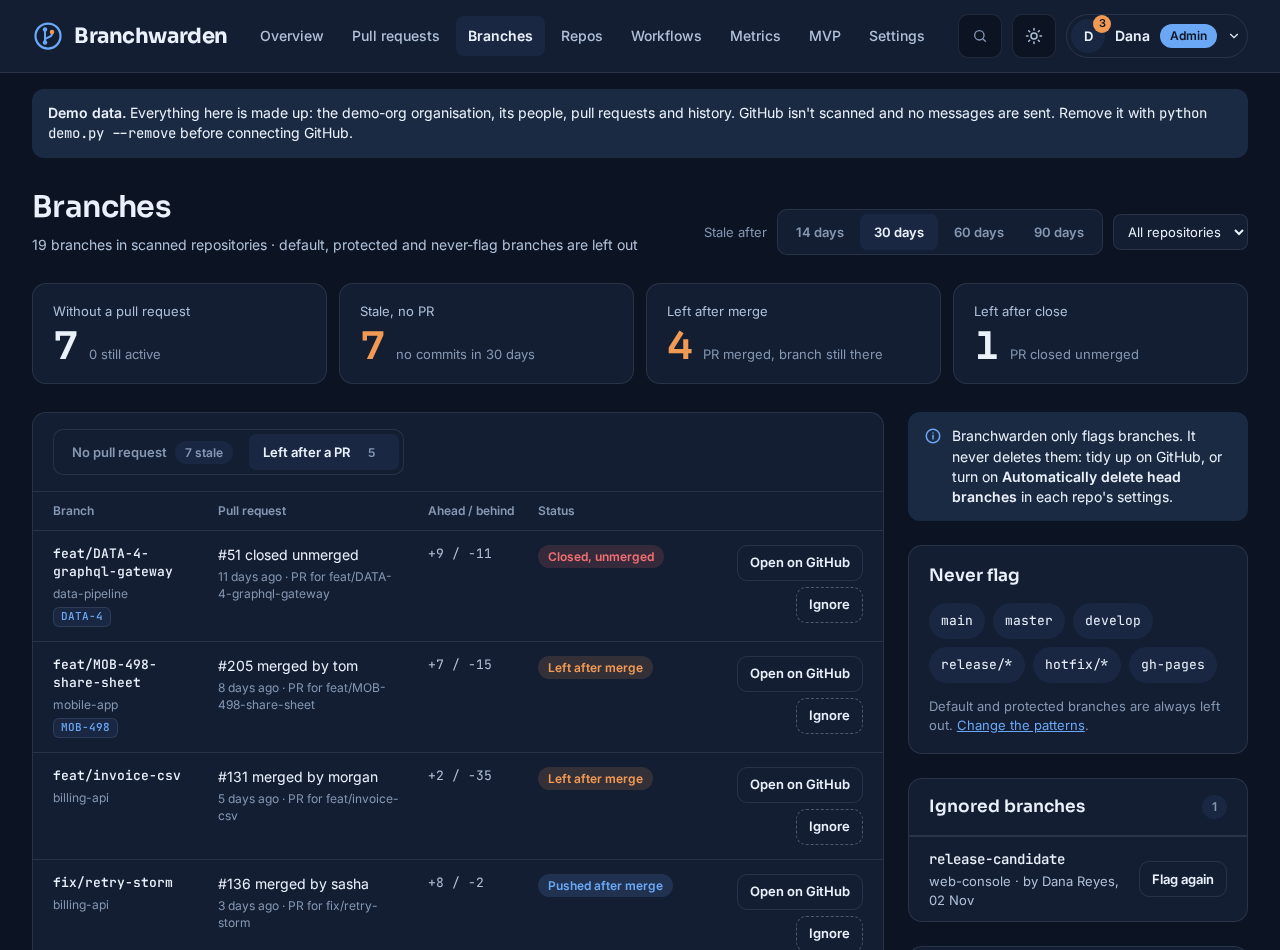 Branchwarden
Overview
Pull requests
Branches
Repos
Workflows
Metrics
MVP
Settings
D
3
Dana
Admin
Demo data. Everything here is made up: the demo-org organisation, its people, pull requests and history. GitHub isn't scanned and no messages are sent. Remove it with python
demo.py --remove before connecting GitHub.
Branches
19 branches in scanned repositories · default, protected and never-flag branches are left out
Stale after
14 days
30 days
60 days
90 days
All repositories
Without a pull request
7 0 still active
Stale, no PR
7 no commits in 30 days
Left after merge
4 PR merged, branch still there
Left after close
1 PR closed unmerged
No pull request 7 stale
Left after a PR 5
Branch
Pull request
Ahead / behind
Status
feat/DATA-4-
graphql-gateway
data-pipeline
DATA-4
#51 closed unmerged
11 days ago · PR for feat/DATA-
4-graphql-gateway
+9 / -11
Closed, unmerged
Open on GitHub
Ignore
feat/MOB-498-
share-sheet
mobile-app
MOB-498
#205 merged by tom
8 days ago · PR for feat/MOB-
498-share-sheet
+7 / -15
Left after merge
Open on GitHub
Ignore
feat/invoice-csv
billing-api
#131 merged by morgan
5 days ago · PR for feat/invoice-
csv
+2 / -35
Left after merge
Open on GitHub
Ignore
fix/retry-storm
billing-api
#136 merged by sasha
3 days ago · PR for fix/retry-
storm
+8 / -2
Pushed after merge
Open on GitHub
Ignore
Branchwarden only flags branches. It
never deletes them: tidy up on GitHub, or
turn on Automatically delete head
branches in each repo's settings.
Never flag
main
master
develop
release/*
hotfix/*
gh-pages
Default and protected branches are always left
out. Change the patterns.
Ignored branches
1
release-candidate
web-console · by Dana Reyes,
02 Nov
Flag again